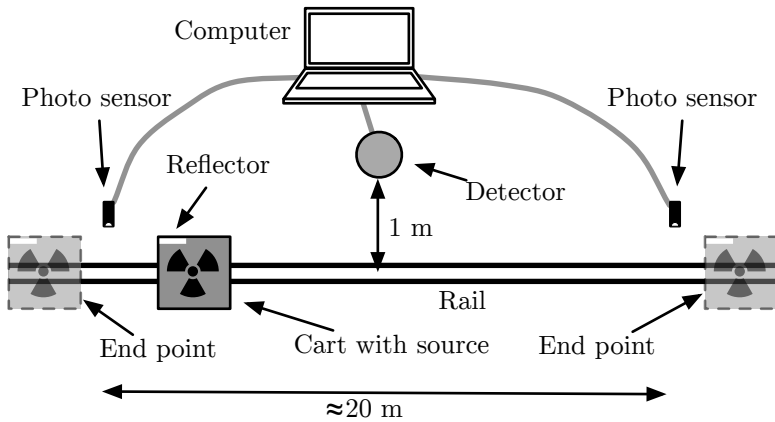 Computer
Photo sensor
Photo sensor
Reflector
Detector
1 m
Rail
End point
Cart with source
End point
≈20 m